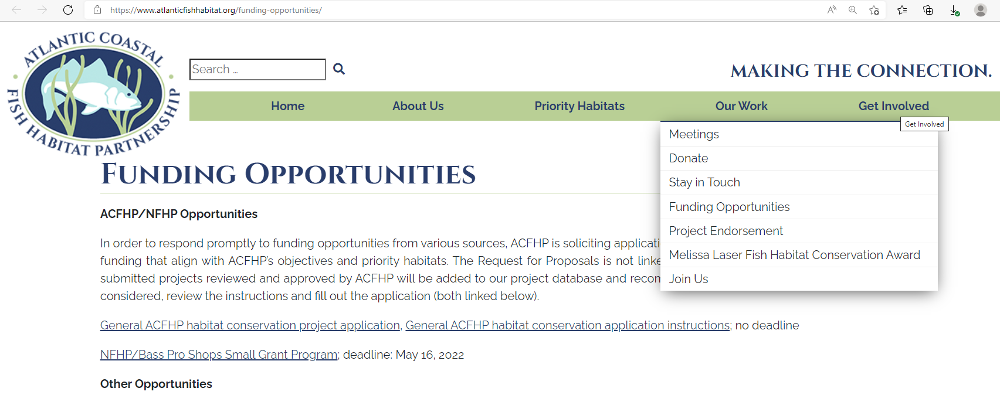 https://www.atlanticfishhabitat.org/funding-opportunities/
ATLANTIC COASTAL
FISH HABITAT PARTNERSHIP
Search ...
MAKING THE CONNECTION.
Home About Us Priority Habitats Our Work Get Involved
Get Involved
Meetings
Donate
Stay in Touch
Funding Opportunities
Project Endorsement
Melissa Laser Fish Habitat Conservation Award
Join Us
FUNDING OPPORTUNITIES
ACFHP/NFHP Opportunities
In order to respond promptly to funding opportunities from various sources, ACFHP is soliciting
funding that align with ACFHP's objectives and priority habitats. The Request for Proposals is not
submitted projects reviewed and approved by ACFHP will be added to our project database and
considered, review the instructions and fill out the application (both linked below).
General ACFHP habitat conservation project application, General ACFHP habitat conservation application instructions; no deadline
NFHP/Bass Pro Shops Small Grant Program; deadline: May 16, 2022
Other Opportunities